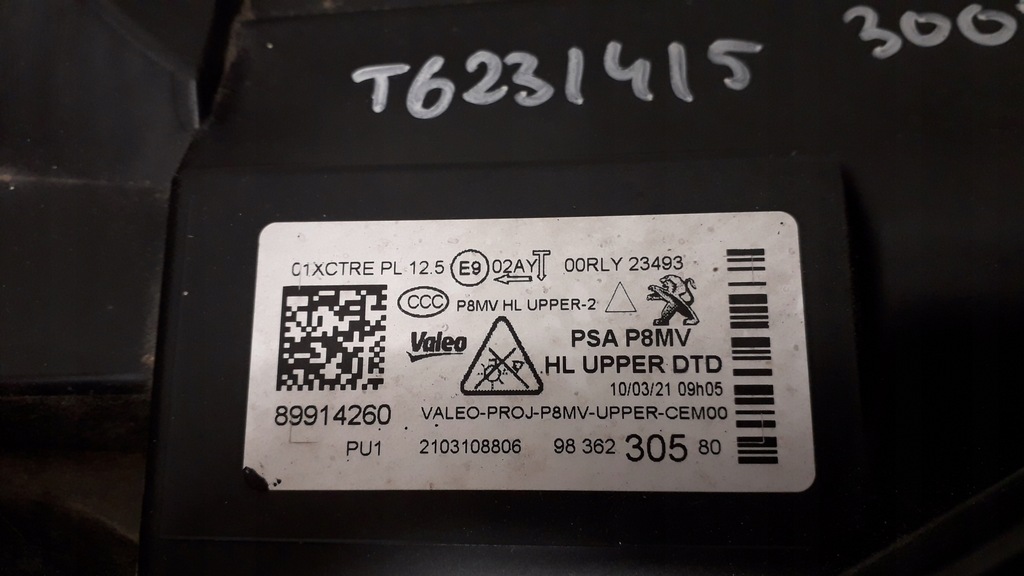 T6231415 300
01XCTRE PL 12.5 E9 02AY 00RLY 23493
CCC P8MV HL UPPER-2
Valeo PSA P8MV
HL UPPER DTD
10/03/21 09h05
89914260 VALEO-PROJ-P8MV-UPPER-CEM00
PU1 2103108806 98 362 305 80